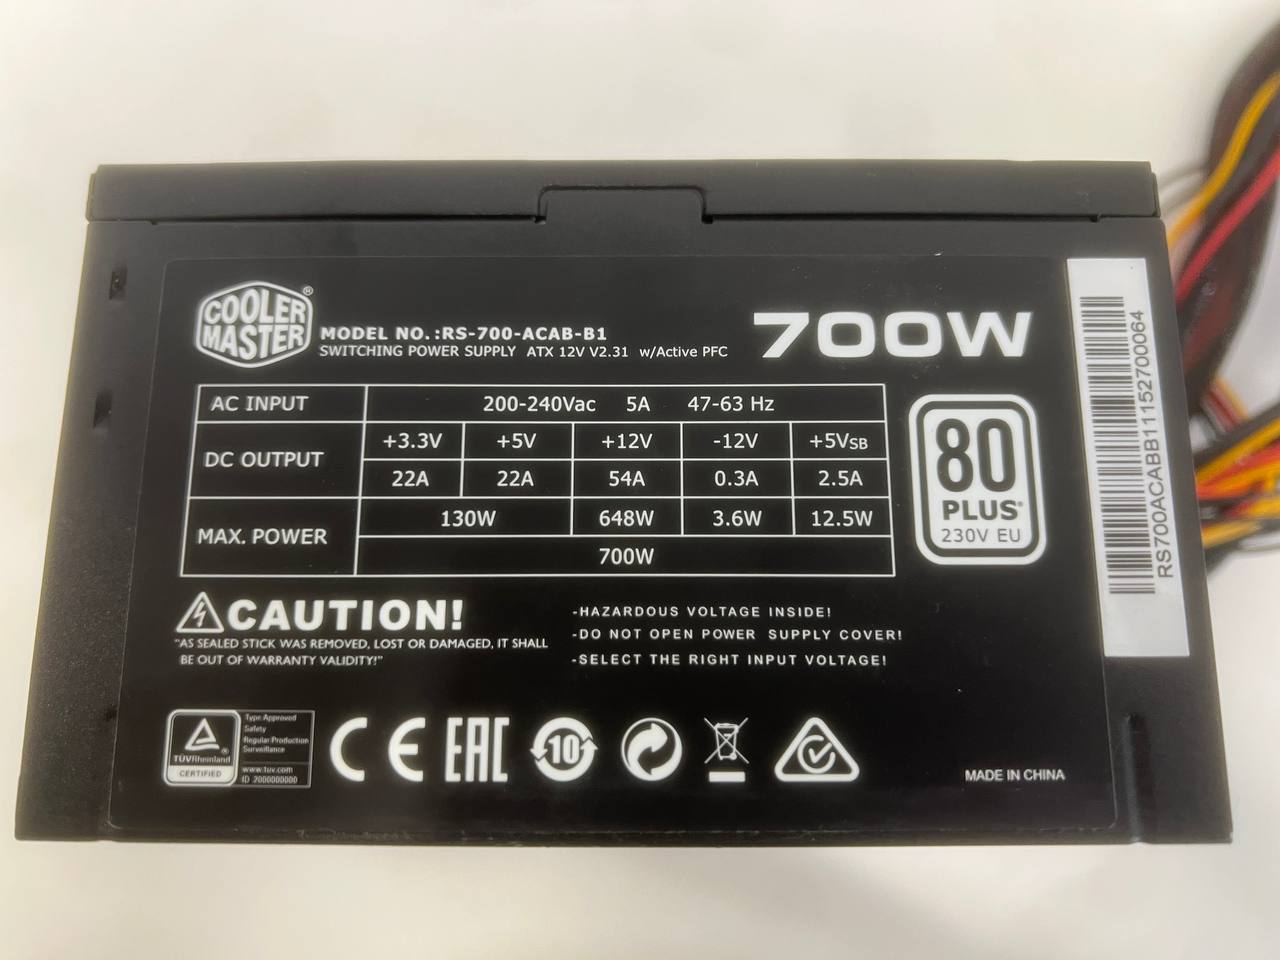 COOLER MASTER®
MODEL NO.:RS-700-ACAB-B1
SWITCHING POWER SUPPLY ATX 12V V2.31 w/Active PFC
700W
AC INPUT 200-240Vac 5A 47-63 Hz
DC OUTPUT +3.3V +5V +12V -12V +5VSB
22A 22A 54A 0.3A 2.5A
MAX. POWER 130W 648W 3.6W 12.5W
700W
80
PLUS®
230V EU
RS700ACABB11152700064
CAUTION!
"AS SEALED STICK WAS REMOVED, LOST OR DAMAGED, IT SHALL
BE OUT OF WARRANTY VALIDITY!"
-HAZARDOUS VOLTAGE INSIDE!
-DO NOT OPEN POWER SUPPLY COVER!
-SELECT THE RIGHT INPUT VOLTAGE!
TÜVRheinland®
CERTIFIED
Type Approved
Safety
Regular Production
Surveillance
www.tuv.com
ID 2000000000
CE
EAC
10
MADE IN CHINA